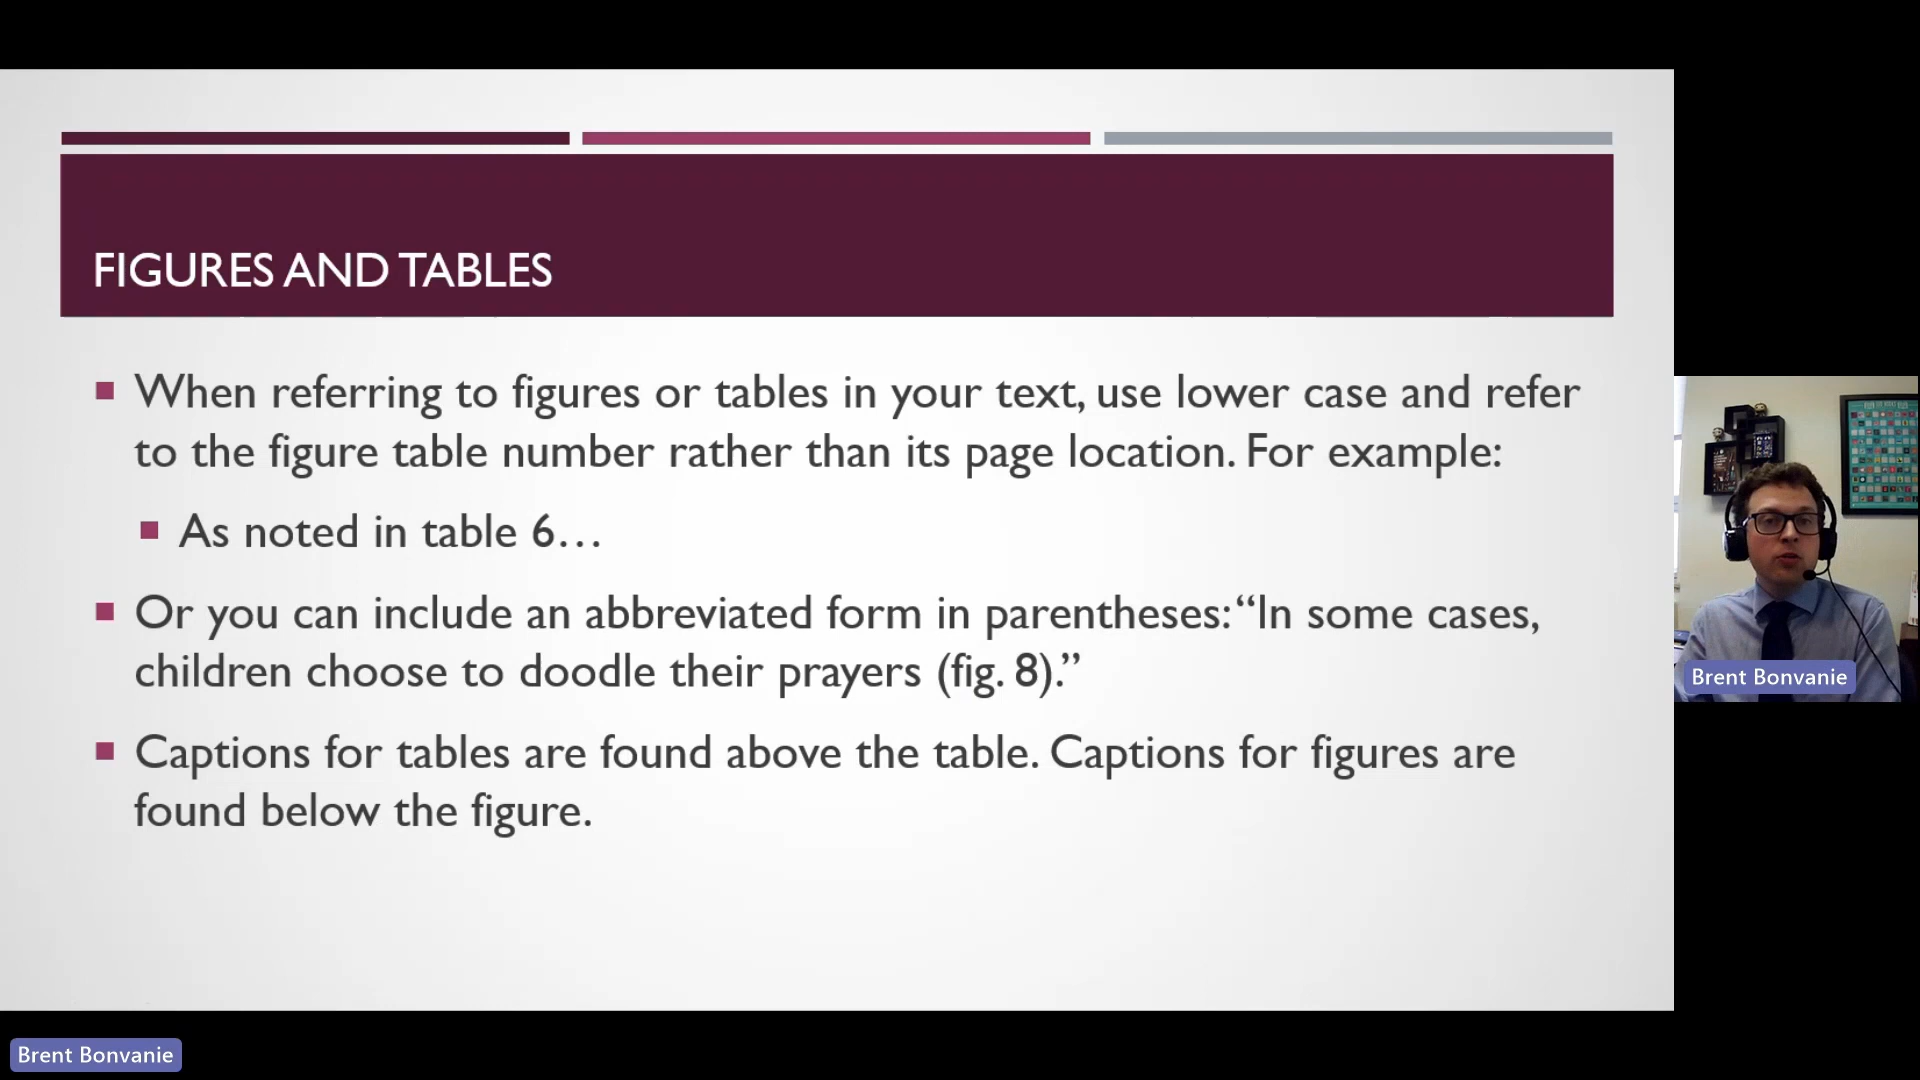 FIGURES AND TABLES
When referring to figures or tables in your text, use lower case and refer
to the figure table number rather than its page location. For example:
As noted in table 6…
Or you can include an abbreviated form in parentheses: “In some cases,
children choose to doodle their prayers (fig. 8).”
Captions for tables are found above the table. Captions for figures are
found below the figure.
Brent Bonvanie
Brent Bonvanie